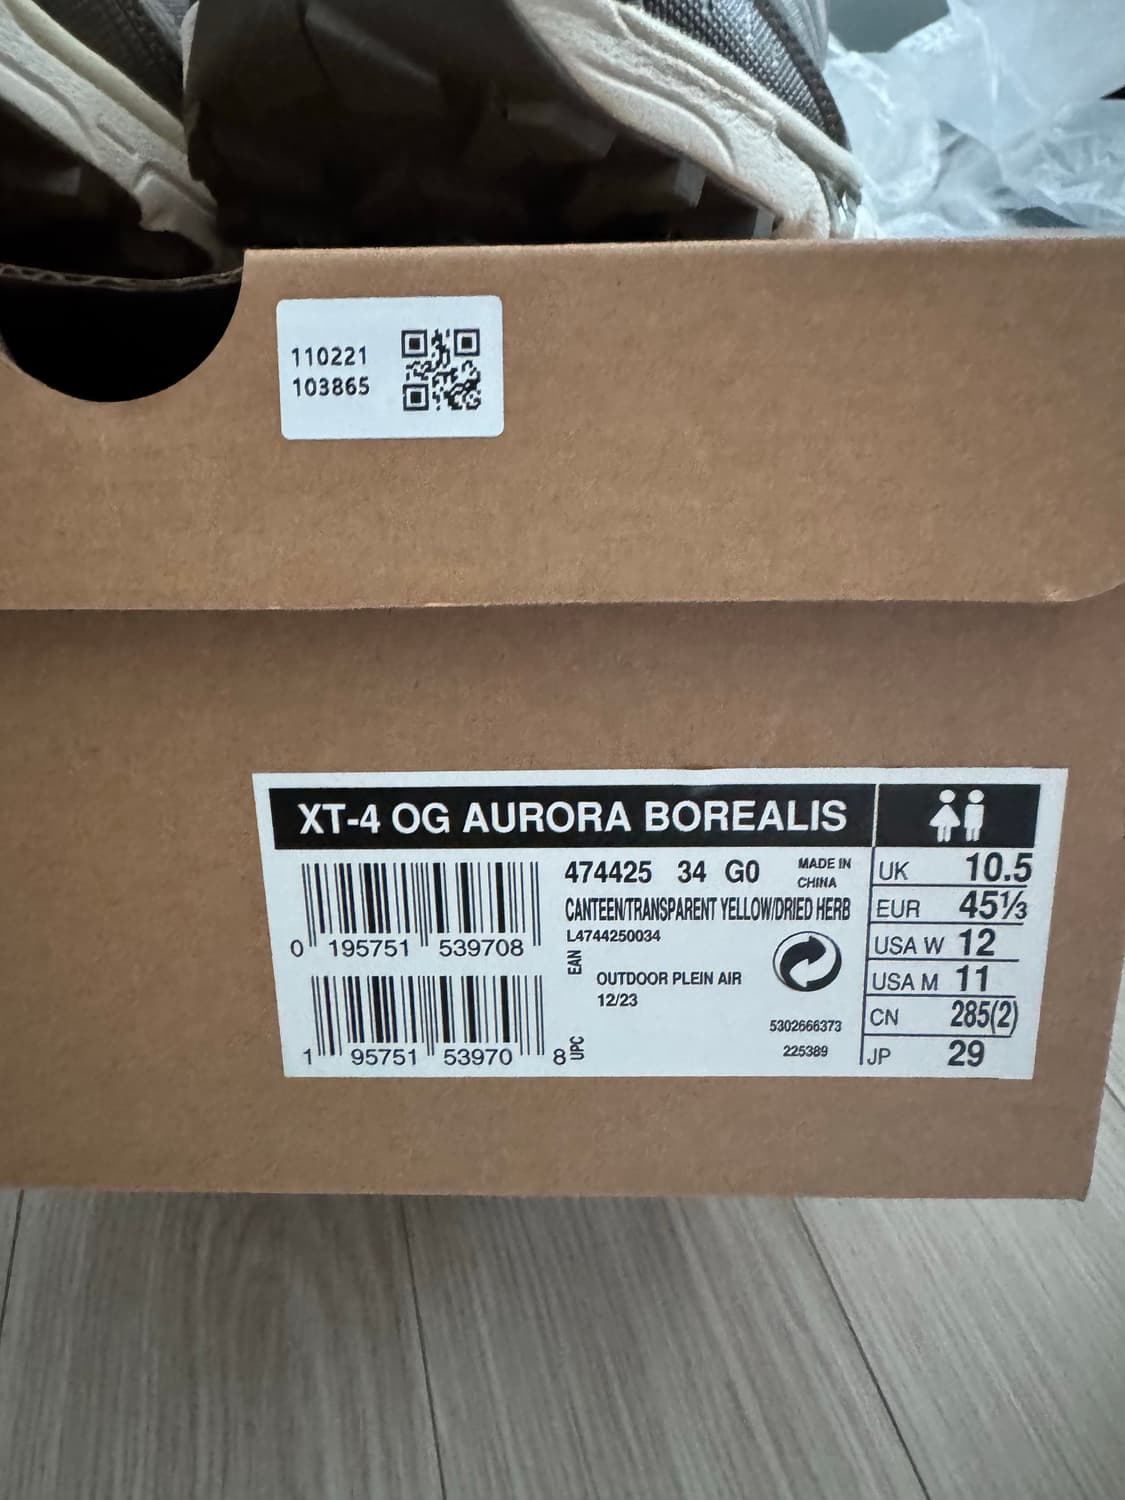 110221
103865
XT-4 OG AURORA BOREALIS
474425 34 G0
MADE IN
CHINA
CANTEEN/TRANSPARENT YELLOW/DRIED HERB
L4744250034
0 195751 539708
EAN
OUTDOOR PLEIN AIR
12/23
5302666373
225389
1 95751 53970 8
UPC
UK 10.5
EUR 45⅓
USA W 12
USA M 11
CN 285(2)
JP 29